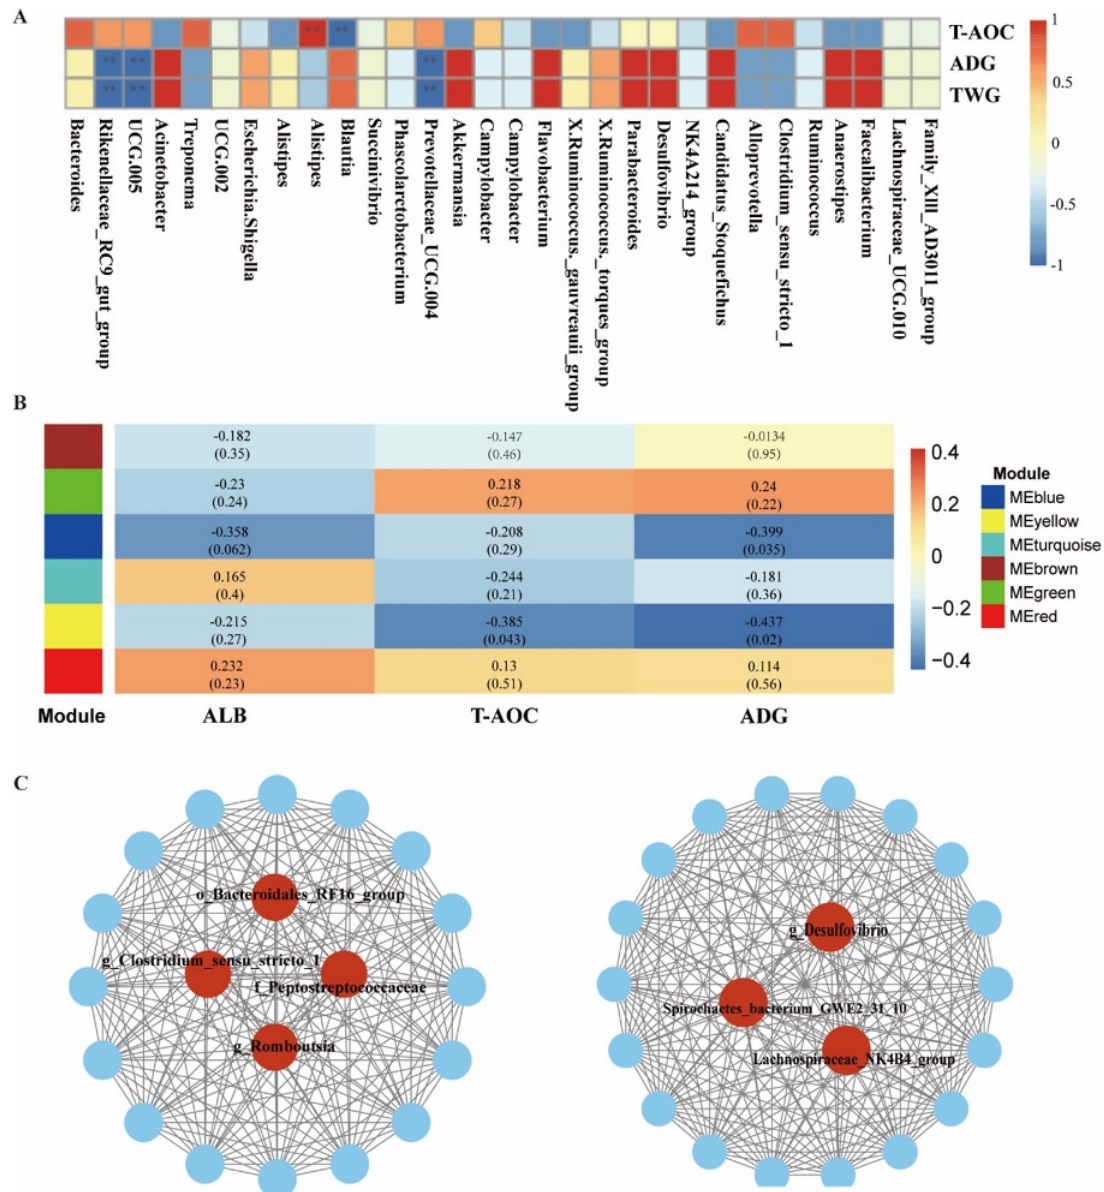 A
T-AOC
ADG
TWG
** **
** ** **
** ** **
1
0.5
0
-0.5
-1
Bacteroides
Rikenellaceae_RC9_gut_group
UCG.005
Acinetobacter
Treponema
UCG.002
Escherichia.Shigella
Alistipes
Alistipes
Blautia
Succinivibrio
Phascolarctobacterium
Prevotellaceae_UCG.004
Akkermansia
Campylobacter
Campylobacter
Flavobacterium
X.Ruminococcus._gauvreauii_group
X.Ruminococcus._torques_group
Parabacteroides
Desulfovibrio
NK4A214_group
Candidatus_Stoquefichus
Alloprevotella
Clostridium_sensu_stricto_1
Ruminococcus
Anaerostipes
Faecalibacterium
Lachnospiraceae_UCG.010
Family_XIII_AD3011_group
B
-0.182 -0.147 -0.0134
(0.35) (0.46) (0.95)
-0.23 0.218 0.24
(0.24) (0.27) (0.22)
-0.358 -0.208 -0.399
(0.062) (0.29) (0.035)
0.165 -0.244 -0.181
(0.4) (0.21) (0.36)
-0.215 -0.385 -0.437
(0.27) (0.043) (0.02)
0.232 0.13 0.114
(0.23) (0.51) (0.56)
Module ALB T-AOC ADG
0.4
0.2
0
−0.2
−0.4
Module
MEblue
MEyellow
MEturquoise
MEbrown
MEgreen
MEred
C
o_Bacteroidales_RF16_group
g_Clostridium_sensu_stricto_1
f_Peptostreptococcaceae
g_Romboutsia
g_Desulfovibrio
Spirochaetes_bacterium_GWE2_31_10
Lachnospiraceae_NK4B4_group